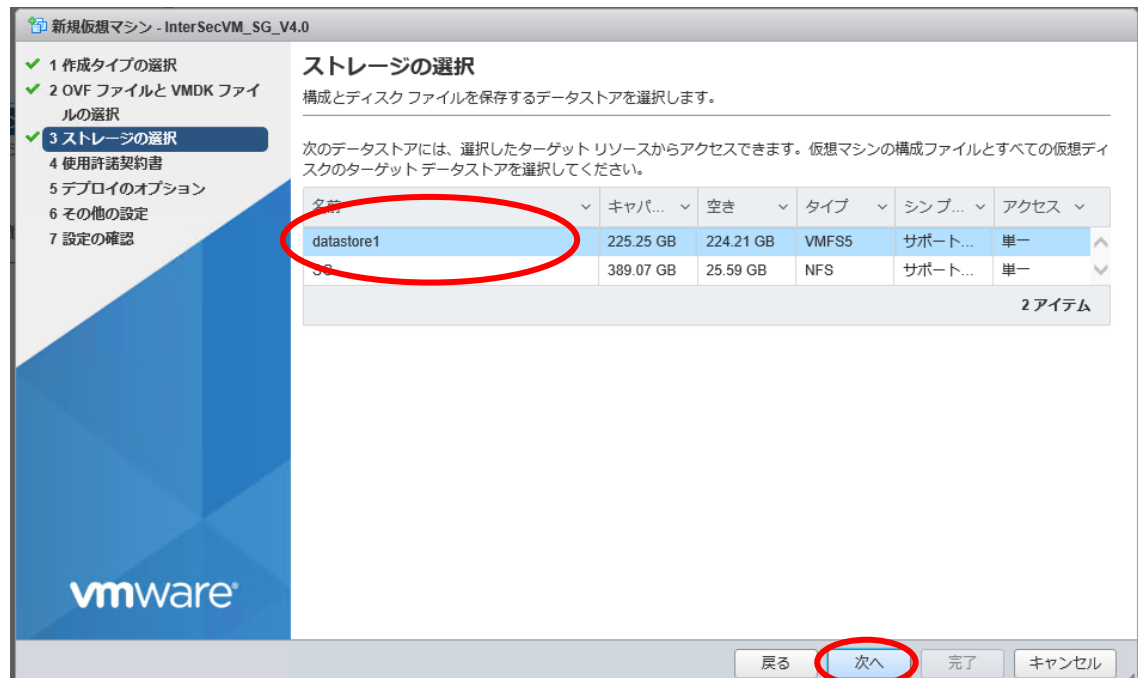 新規仮想マシン - InterSecVM_SG_V4.0
1 作成タイプの選択
2 OVF ファイルと VMDK ファイ
ルの選択
3 ストレージの選択
4 使用許諾契約書
5 デプロイのオプション
6 その他の設定
7 設定の確認
vmware
ストレージの選択
構成とディスク ファイルを保存するデータストアを選択します。
次のデータストアには、選択したターゲット リソースからアクセスできます。仮想マシンの構成ファイルとすべての仮想ディ
スクのターゲット データストアを選択してください。
名前 キャパ... 空き タイプ シン プ... アクセス
datastore1 225.25 GB 224.21 GB VMFS5 サポート... 単一
389.07 GB 25.59 GB NFS サポート... 単一
2 アイテム
戻る 次へ 完了 キャンセル